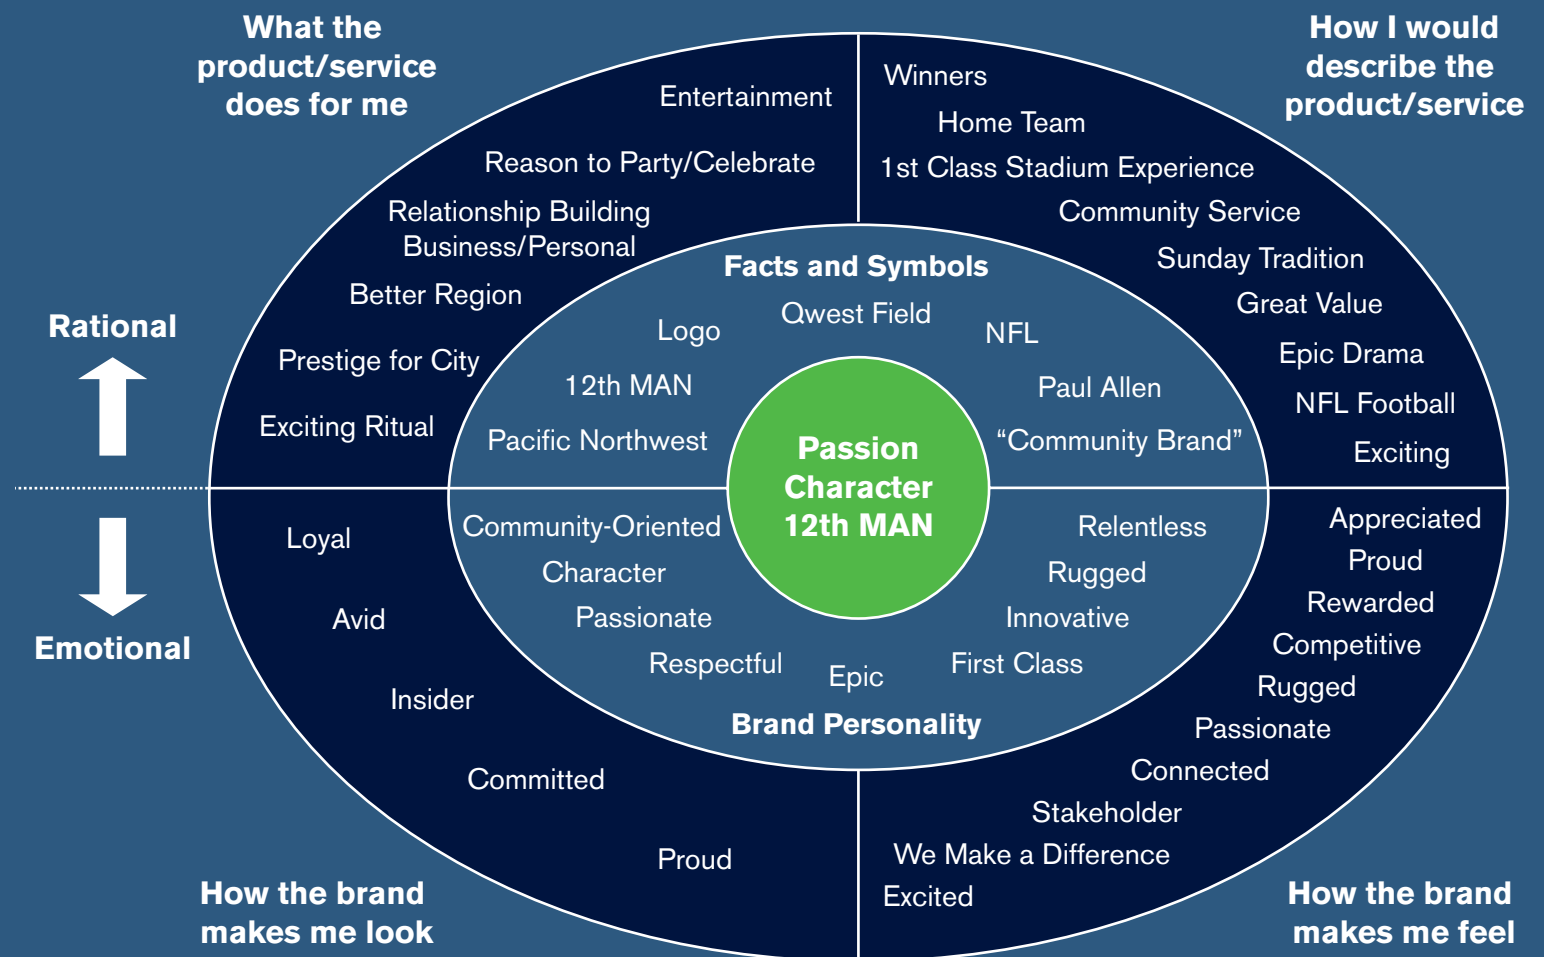 What the
product/service
does for me
How I would
describe the
product/service
Entertainment
Reason to Party/Celebrate
Relationship Building
Business/Personal
Better Region
Prestige for City
Exciting Ritual
Winners
Home Team
1st Class Stadium Experience
Community Service
Sunday Tradition
Great Value
Epic Drama
NFL Football
Exciting
Rational
Emotional
Facts and Symbols
Qwest Field
Logo
NFL
12th MAN
Paul Allen
Pacific Northwest
“Community Brand”
Passion
Character
12th MAN
Community-Oriented
Character
Passionate
Respectful
Epic
Relentless
Rugged
Innovative
First Class
Brand Personality
Loyal
Avid
Insider
Committed
Proud
Appreciated
Proud
Rewarded
Competitive
Rugged
Passionate
Connected
Stakeholder
We Make a Difference
Excited
How the brand
makes me look
How the brand
makes me feel